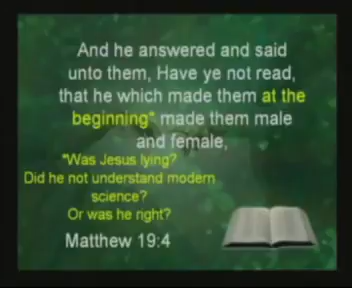 And he answered and said
unto them, Have ye not read,
that he which made them at the
beginning* made them male
and female,
*Was Jesus lying?
Did he not understand modern
science?
Or was he right?
Matthew 19:4